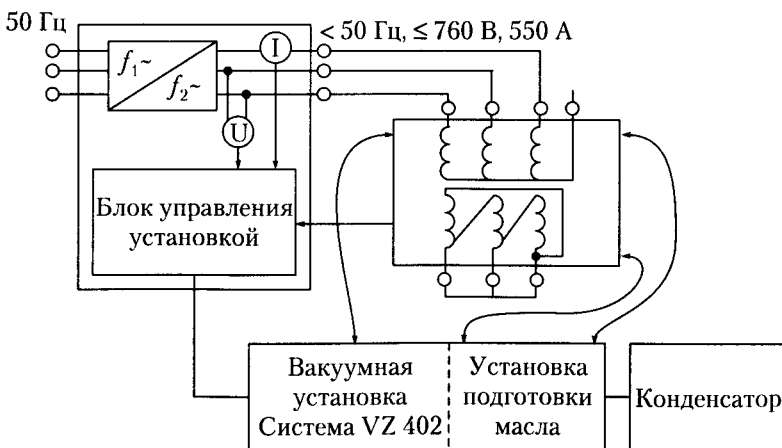 50 Гц
< 50 Гц, ≤ 760 В, 550 А
I
f₁~
f₂~
U
Блок управления
установкой
Вакуумная
установка
Система VZ 402
Установка
подготовки
масла
Конденсатор